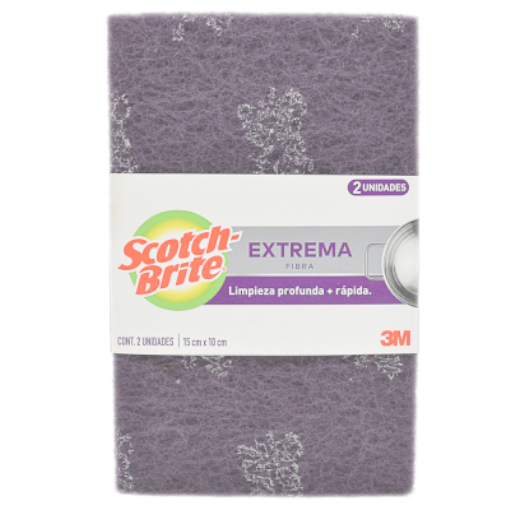 2 UNIDADES
Scotch-
Brite
EXTREMA
FIBRA
Limpieza profunda + rápida.
CONT. 2 UNIDADES | 15 cm x 10 cm
3M